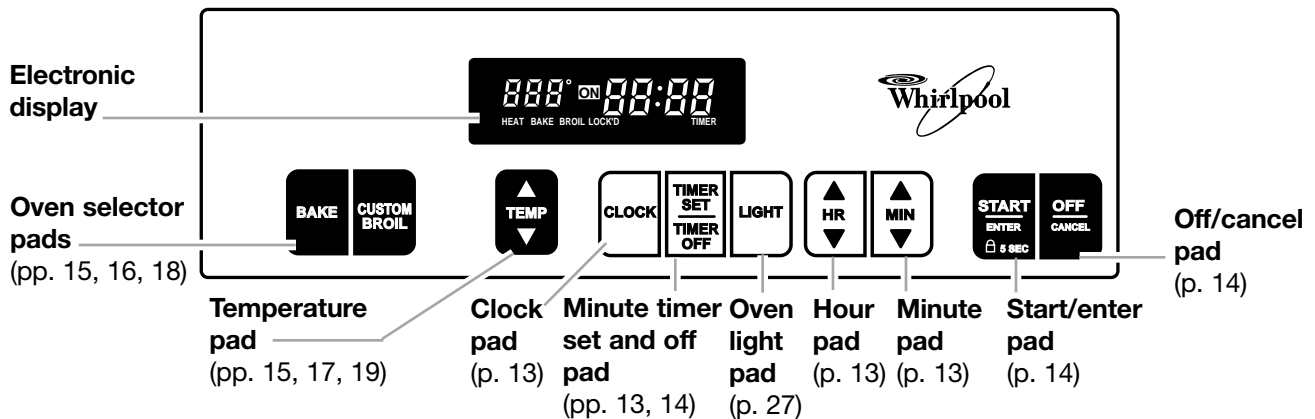 Electronic
display
888° ON 88:88
HEAT BAKE BROIL LOCK'D TIMER
Whirlpool
Oven selector
pads
(pp. 15, 16, 18)
BAKE
CUSTOM
BROIL
TEMP
CLOCK
TIMER
SET
TIMER
OFF
LIGHT
HR
MIN
START
ENTER
5 SEC
OFF
CANCEL
Off/cancel
pad
(p. 14)
Temperature
pad
(pp. 15, 17, 19)
Clock
pad
(p. 13)
Minute timer
set and off
pad
(pp. 13, 14)
Oven
light
pad
(p. 27)
Hour
pad
(p. 13)
Minute
pad
(p. 13)
Start/enter
pad
(p. 14)